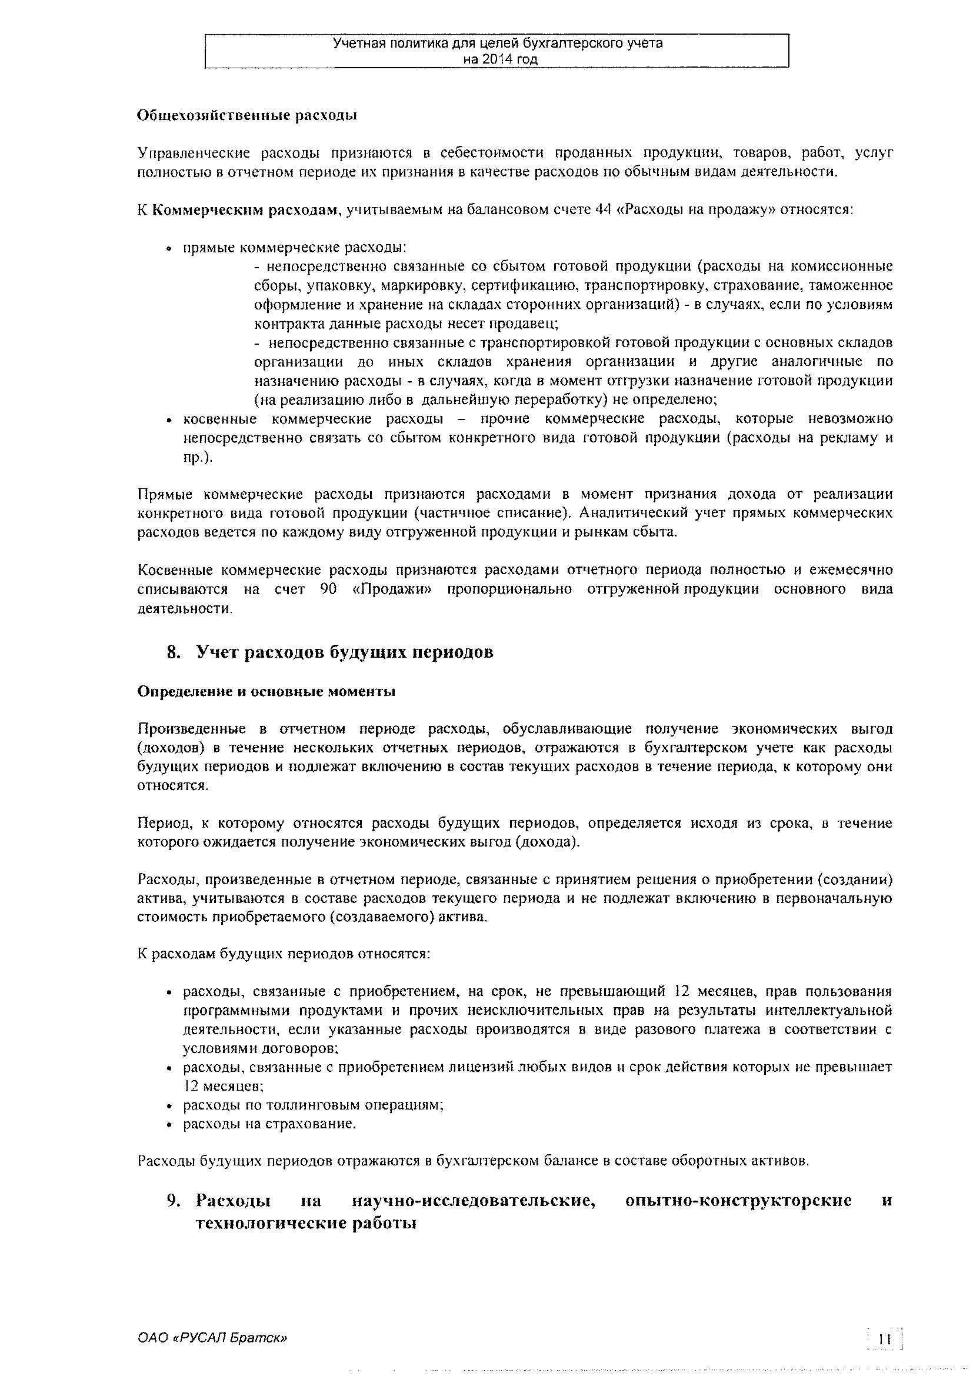 Учетная политика для целей бухгалтерского учета
на 2014 год
Общехозяйственные расходы
Управленческие расходы признаются в себестоимости проданных продукции, товаров, работ, услуг
полностью в отчетном периоде их признания в качестве расходов по обычным видам деятельности.
К Коммерческим расходам, учитываемым на балансовом счете 44 «Расходы на продажу» относятся:
• прямые коммерческие расходы:
- непосредственно связанные со сбытом готовой продукции (расходы на комиссионные
сборы, упаковку, маркировку, сертификацию, транспортировку, страхование, таможенное
оформление и хранение на складах сторонних организаций) - в случаях, если по условиям
контракта данные расходы несет продавец;
- непосредственно связанные с транспортировкой готовой продукции с основных складов
организации до иных складов хранения организации и другие аналогичные по
назначению расходы - в случаях, когда в момент отгрузки назначение готовой продукции
(на реализацию либо в дальнейшую переработку) не определено;
• косвенные коммерческие расходы – прочие коммерческие расходы, которые невозможно
непосредственно связать со сбытом конкретного вида готовой продукции (расходы на рекламу и
пр.).
Прямые коммерческие расходы признаются расходами в момент признания дохода от реализации
конкретного вида готовой продукции (частичное списание). Аналитический учет прямых коммерческих
расходов ведется по каждому виду отгруженной продукции и рынкам сбыта.
Косвенные коммерческие расходы признаются расходами отчетного периода полностью и ежемесячно
списываются на счет 90 «Продажи» пропорционально отгруженной продукции основного вида
деятельности.
8. Учет расходов будущих периодов
Определение и основные моменты
Произведенные в отчетном периоде расходы, обуславливающие получение экономических выгод
(доходов) в течение нескольких отчетных периодов, отражаются в бухгалтерском учете как расходы
будущих периодов и подлежат включению в состав текущих расходов в течение периода, к которому они
относятся.
Период, к которому относятся расходы будущих периодов, определяется исходя из срока, в течение
которого ожидается получение экономических выгод (дохода).
Расходы, произведенные в отчетном периоде, связанные с принятием решения о приобретении (создании)
актива, учитываются в составе расходов текущего периода и не подлежат включению в первоначальную
стоимость приобретаемого (создаваемого) актива.
К расходам будущих периодов относятся:
• расходы, связанные с приобретением, на срок, не превышающий 12 месяцев, прав пользования
программными продуктами и прочих неисключительных прав на результаты интеллектуальной
деятельности, если указанные расходы производятся в виде разового платежа в соответствии с
условиями договоров;
• расходы, связанные с приобретением лицензий любых видов и срок действия которых не превышает
12 месяцев;
• расходы по толлинговым операциям;
• расходы на страхование.
Расходы будущих периодов отражаются в бухгалтерском балансе в составе оборотных активов.
9. Расходы на научно-исследовательские, опытно-конструкторские и
технологические работы
ОАО «РУСАЛ Братск»
11